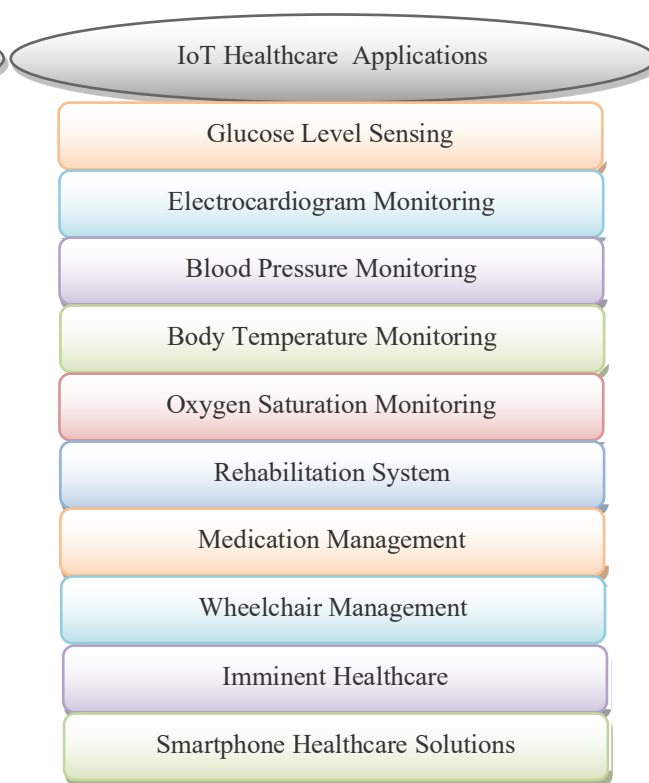 IoT Healthcare Applications
Glucose Level Sensing
Electrocardiogram Monitoring
Blood Pressure Monitoring
Body Temperature Monitoring
Oxygen Saturation Monitoring
Rehabilitation System
Medication Management
Wheelchair Management
Imminent Healthcare
Smartphone Healthcare Solutions